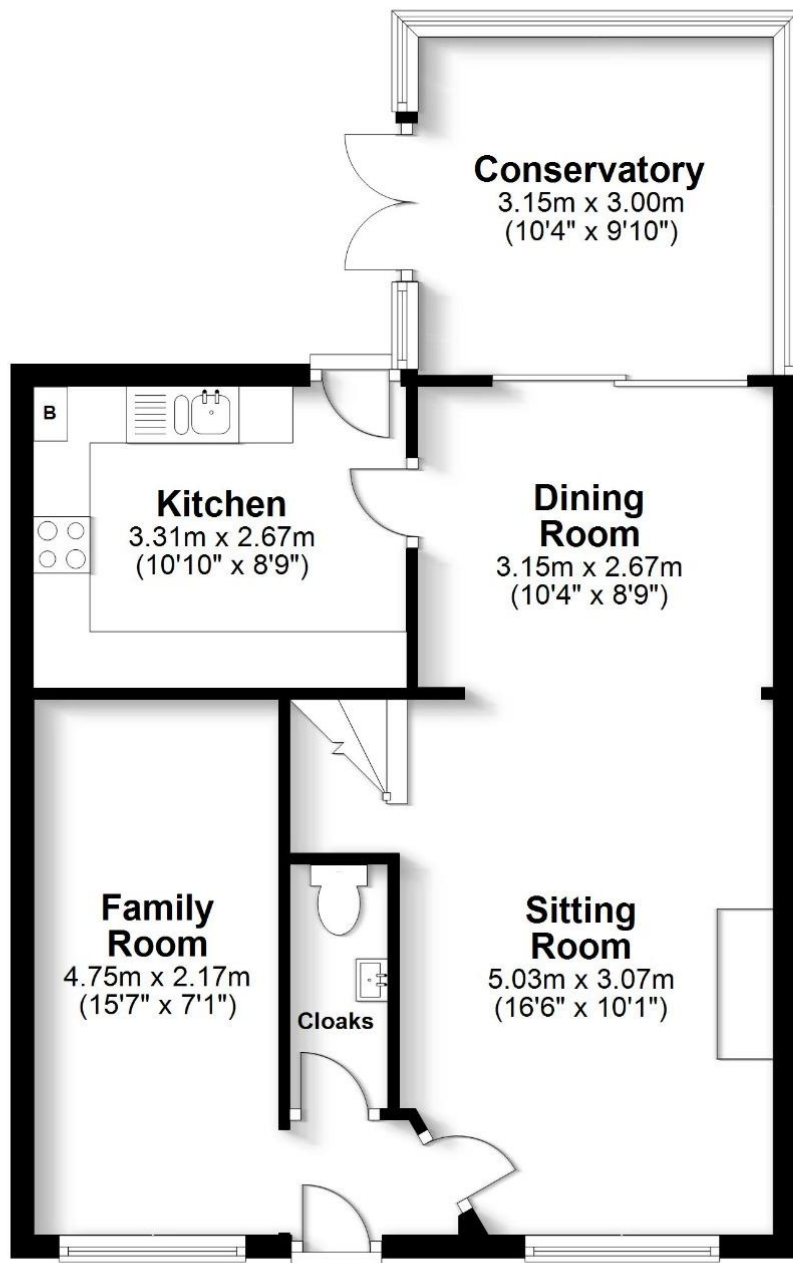 Conservatory
3.15m x 3.00m
(10'4" x 9'10")
B
Kitchen
3.31m x 2.67m
(10'10" x 8'9")
Dining
Room
3.15m x 2.67m
(10'4" x 8'9")
Family
Room
4.75m x 2.17m
(15'7" x 7'1")
Cloaks
Sitting
Room
5.03m x 3.07m
(16'6" x 10'1")